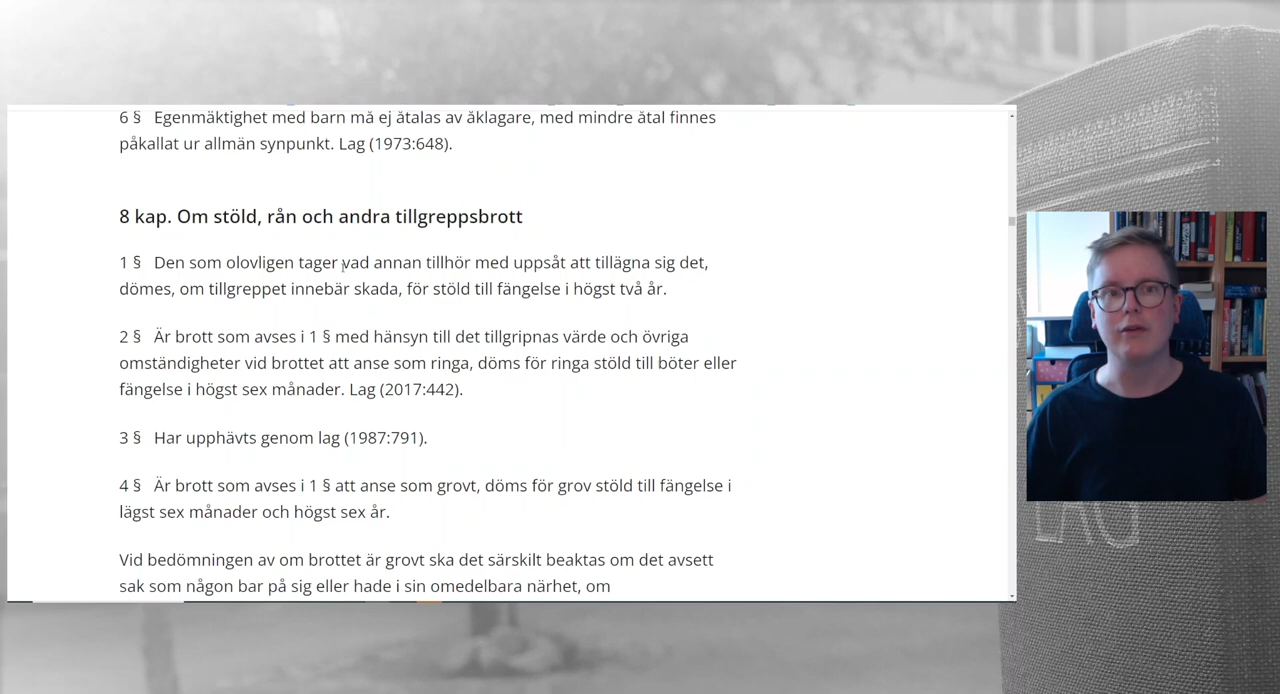 6 § Egenmäktighet med barn må ej åtalas av åklagare, med mindre åtal finnes
påkallat ur allmän synpunkt. Lag (1973:648).
8 kap. Om stöld, rån och andra tillgreppsbrott
1 § Den som olovligen tager vad annan tillhör med uppsåt att tillägna sig det,
dömes, om tillgreppet innebär skada, för stöld till fängelse i högst två år.
2 § Är brott som avses i 1 § med hänsyn till det tillgripnas värde och övriga
omständigheter vid brottet att anse som ringa, döms för ringa stöld till böter eller
fängelse i högst sex månader. Lag (2017:442).
3 § Har upphävts genom lag (1987:791).
4 § Är brott som avses i 1 § att anse som grovt, döms för grov stöld till fängelse i
lägst sex månader och högst sex år.
Vid bedömningen av om brottet är grovt ska det särskilt beaktas om det avsett
sak som någon bar på sig eller hade i sin omedelbara närhet, om
LAG